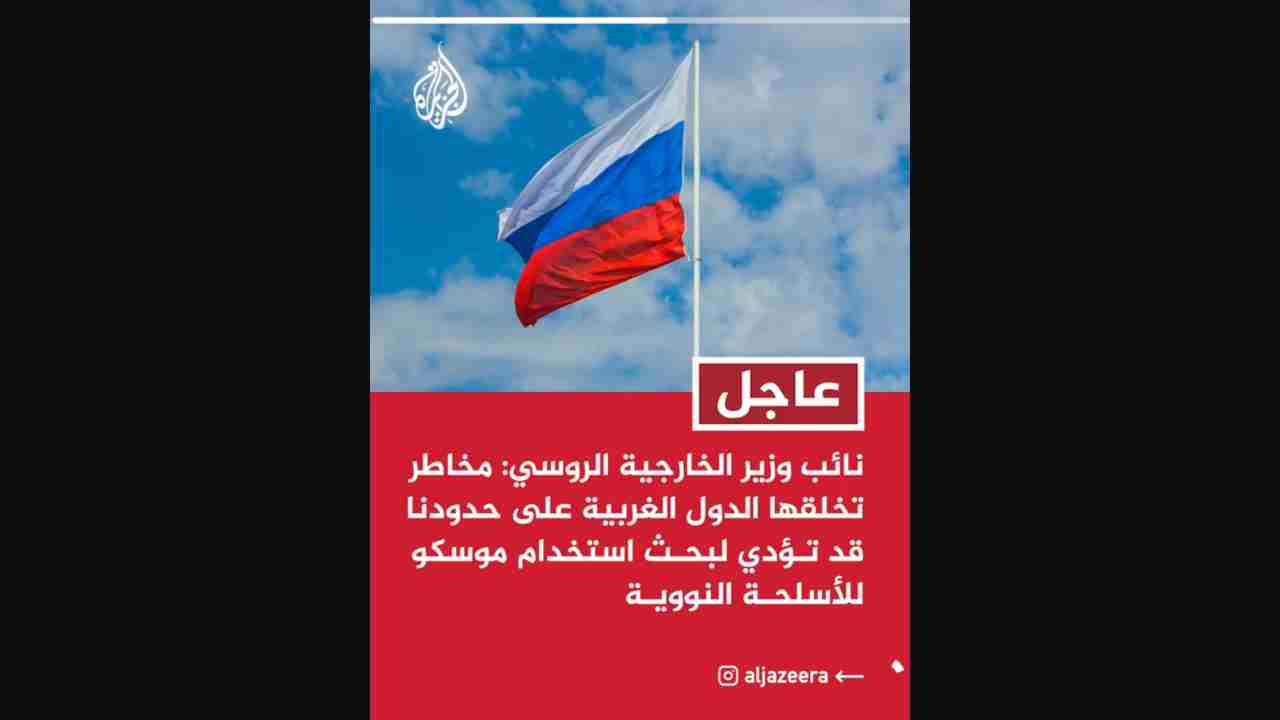 الجزيرة
عاجل
نائب وزير الخارجية الروسي: مخاطر
تخلقها الدول الغربية على حدودنا
قد تـؤدي لبحـث استخدام موسكو
للأسلحـة النوويـة
aljazeera